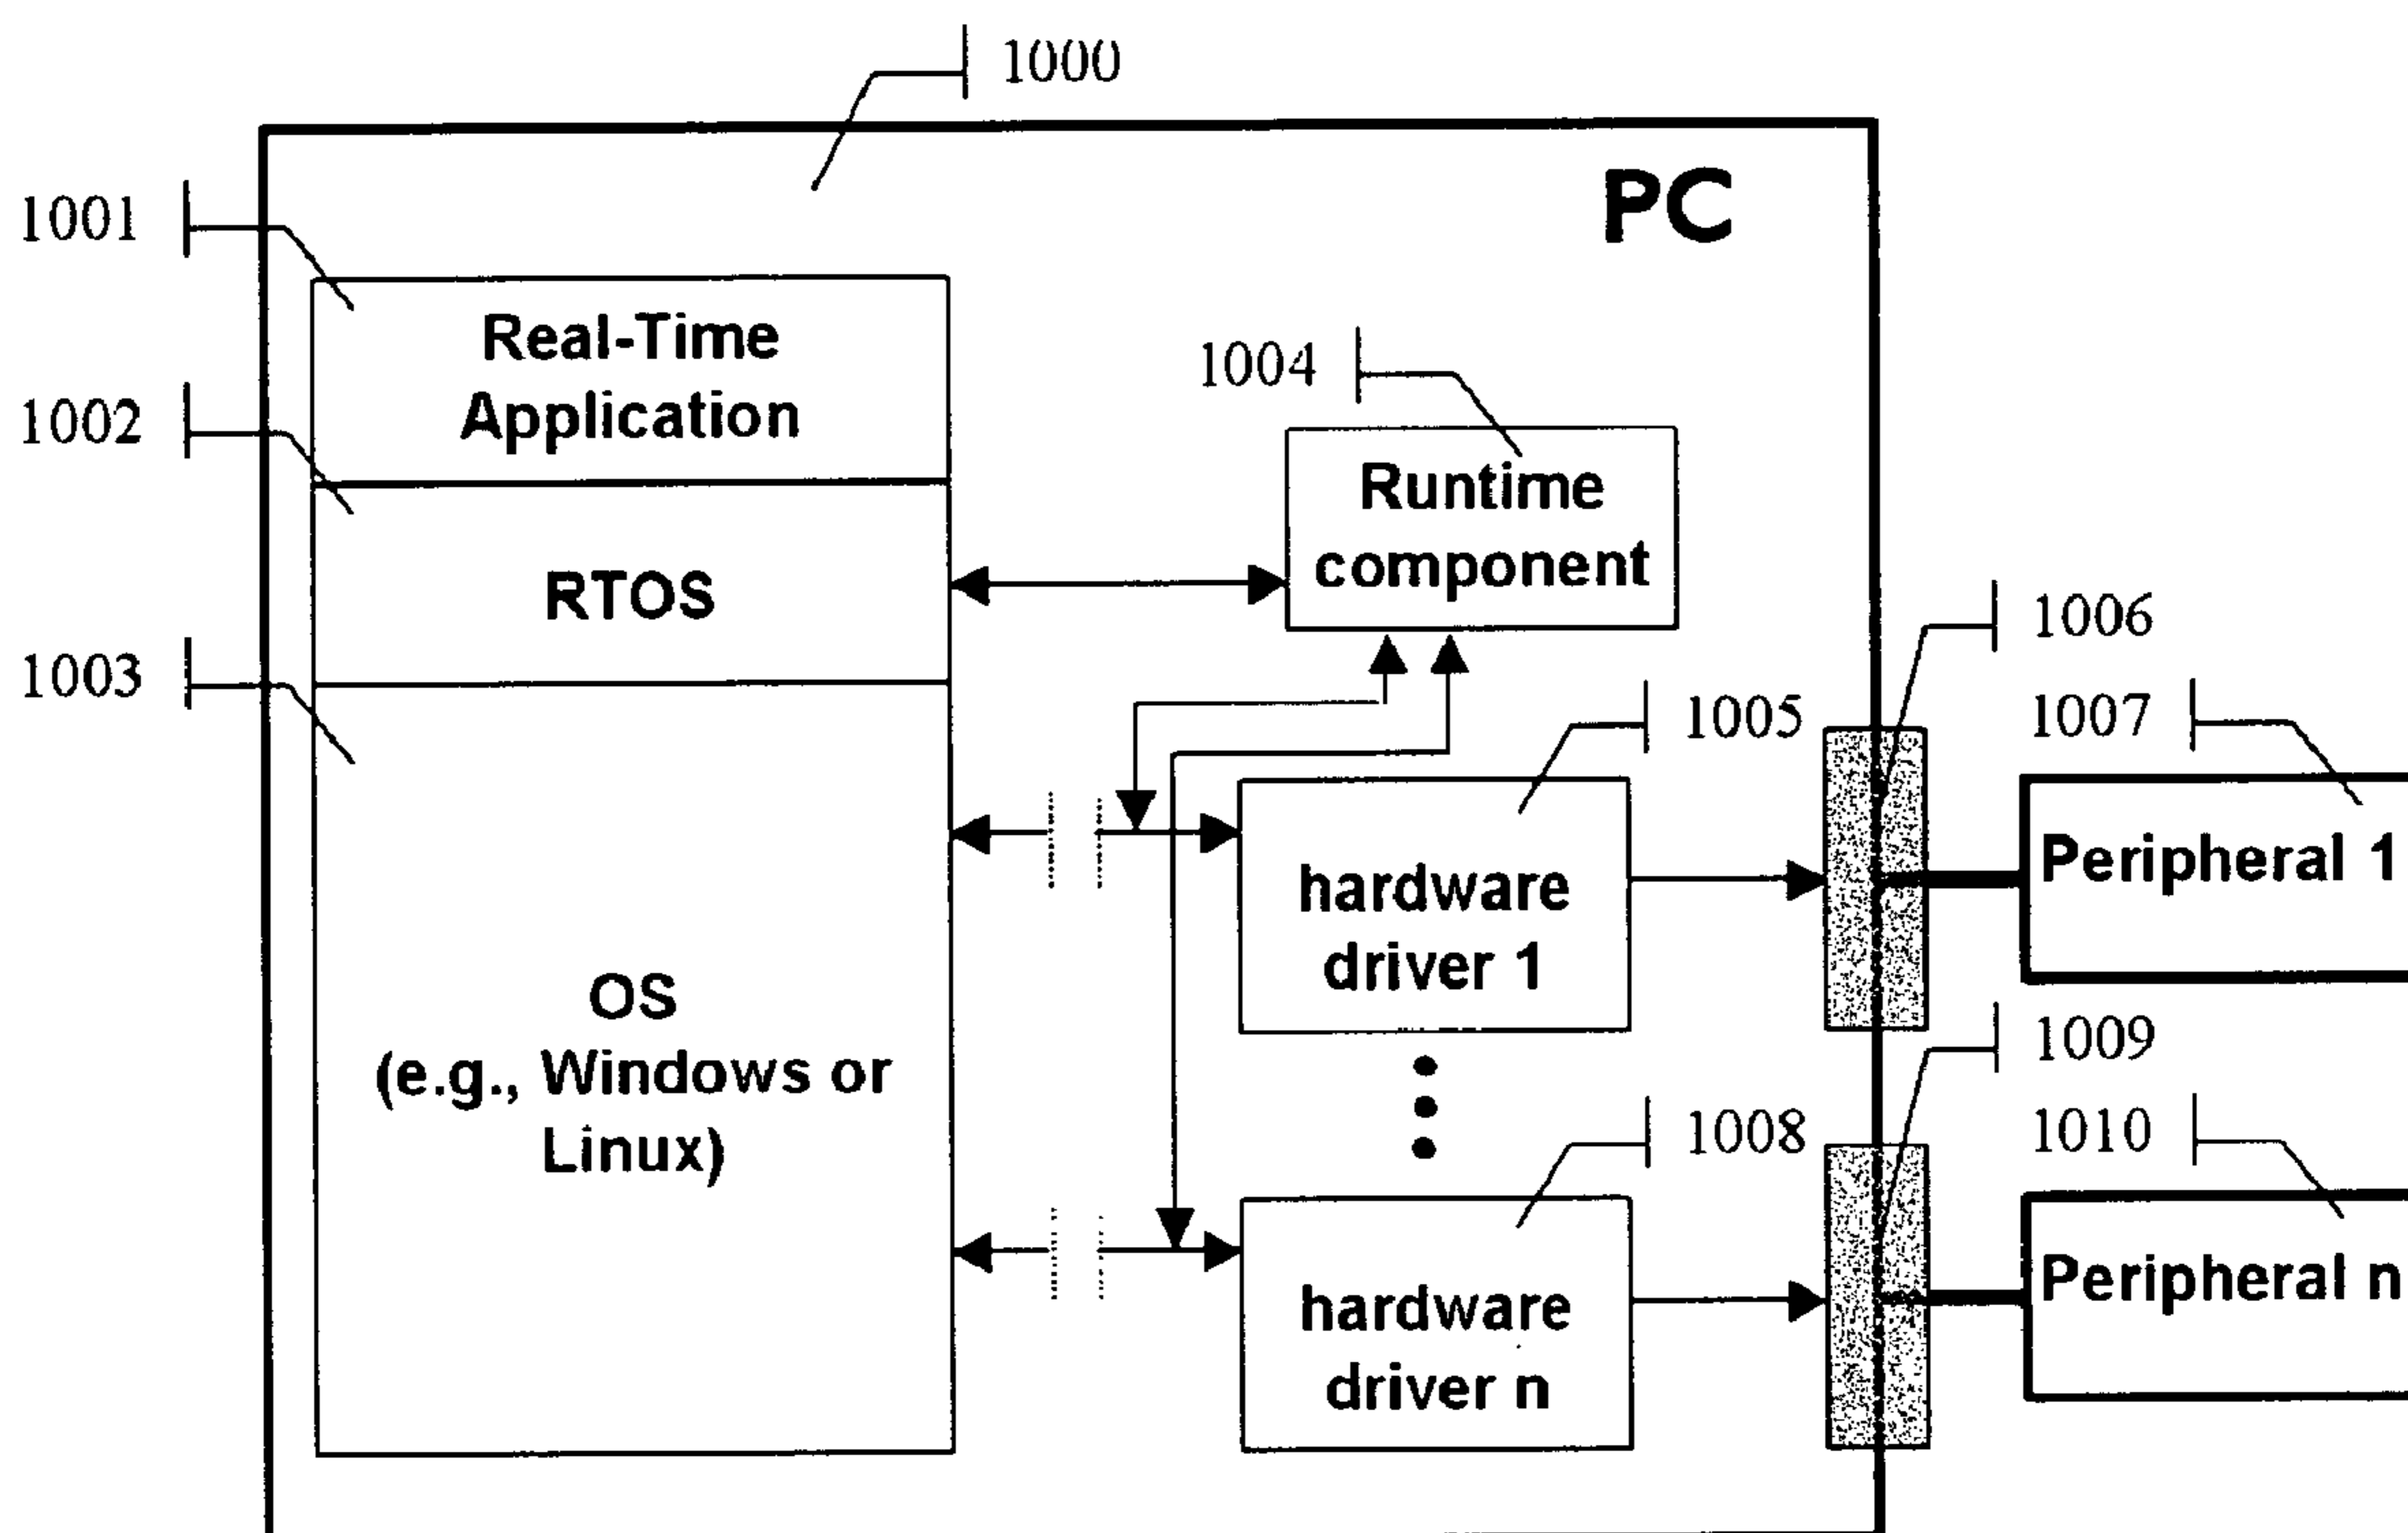 1000
PC
1001
Real-Time
Application
1002
1004
Runtime
component
RTOS
1003
1006
1005
1007
Peripheral 1
hardware
driver 1
OS
(e.g., Windows or
Linux)
1009
1008
1010
Peripheral n
hardware
driver n